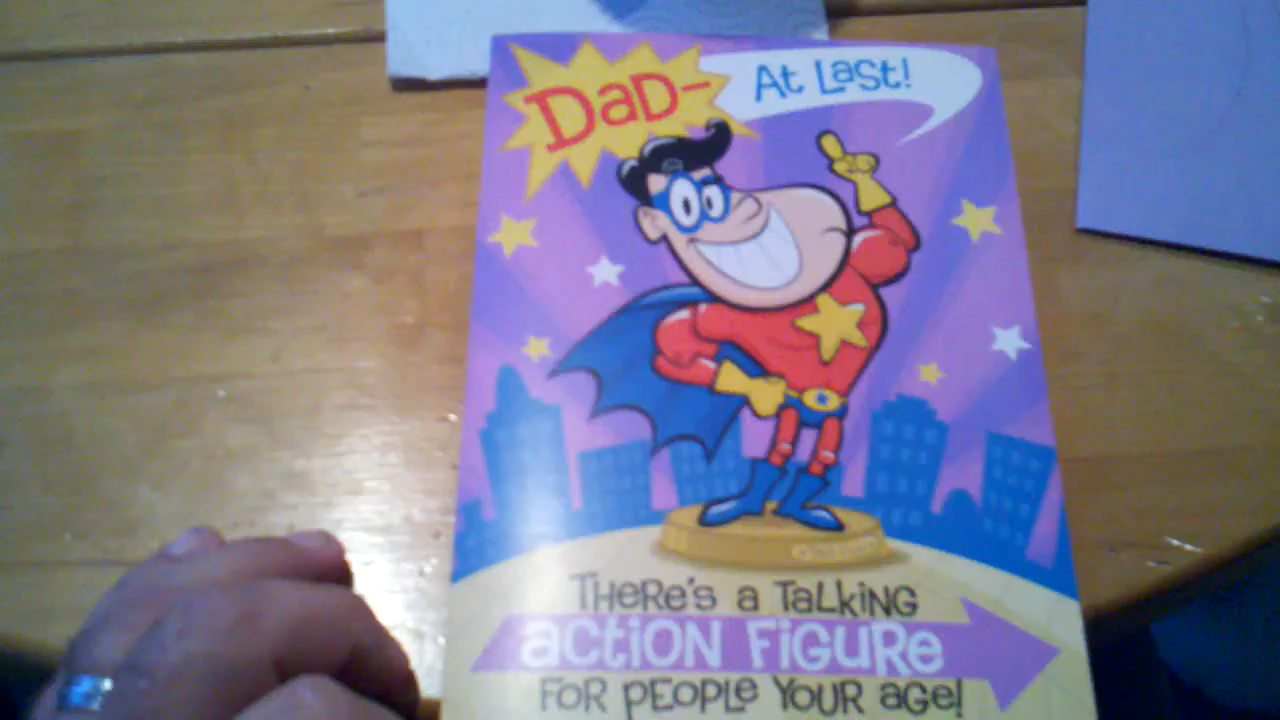 Dad-
At Last!
There's a talking
action figure
for people your age!